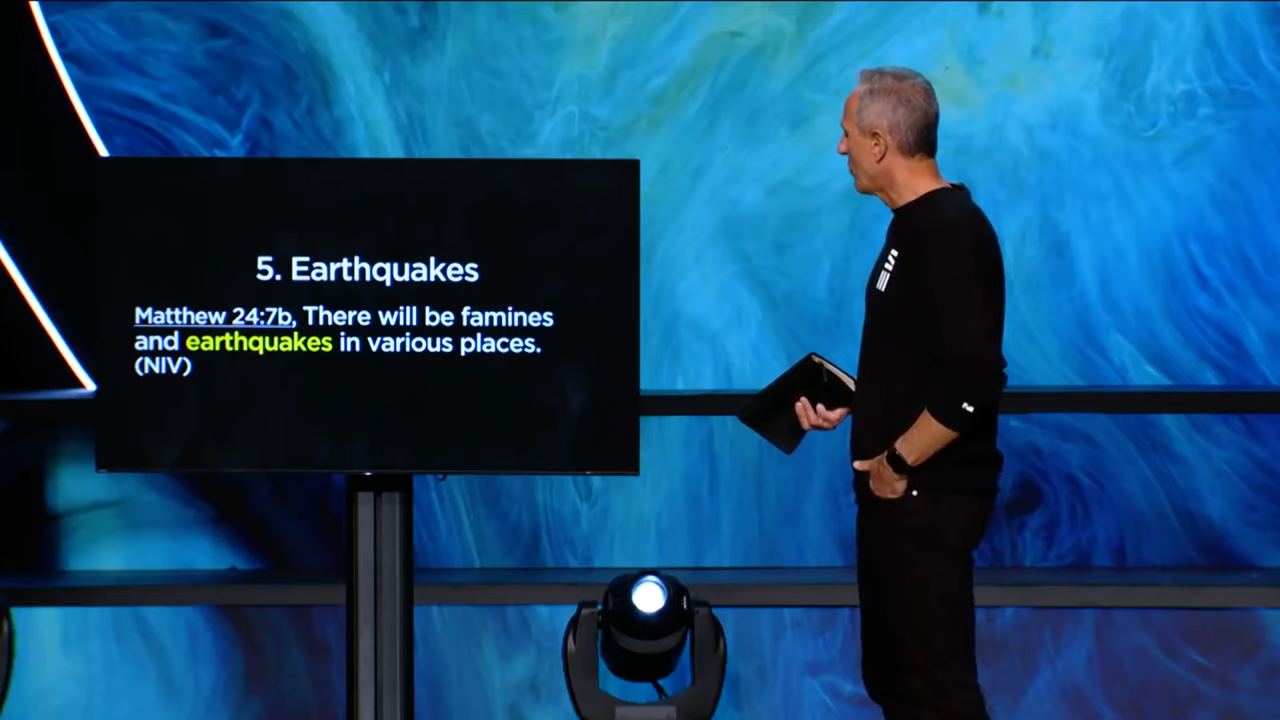 5. Earthquakes
Matthew 24:7b, There will be famines
and earthquakes in various places.
(NIV)